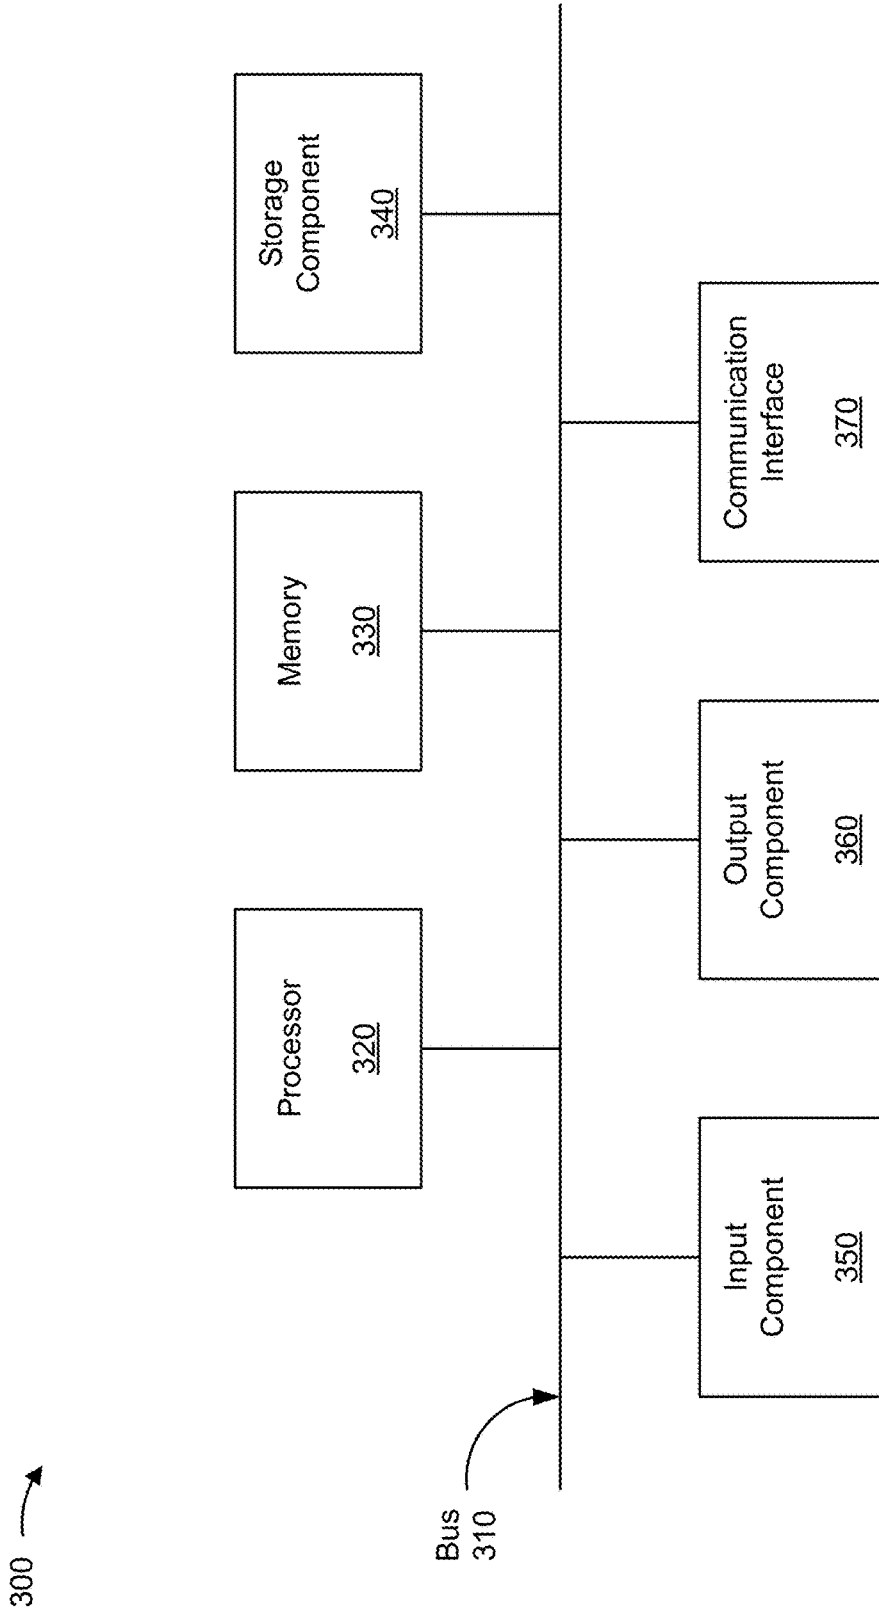 300
Bus
310
Processor
320
Memory
330
Storage
Component
340
Input
Component
350
Output
Component
360
Communication
Interface
370